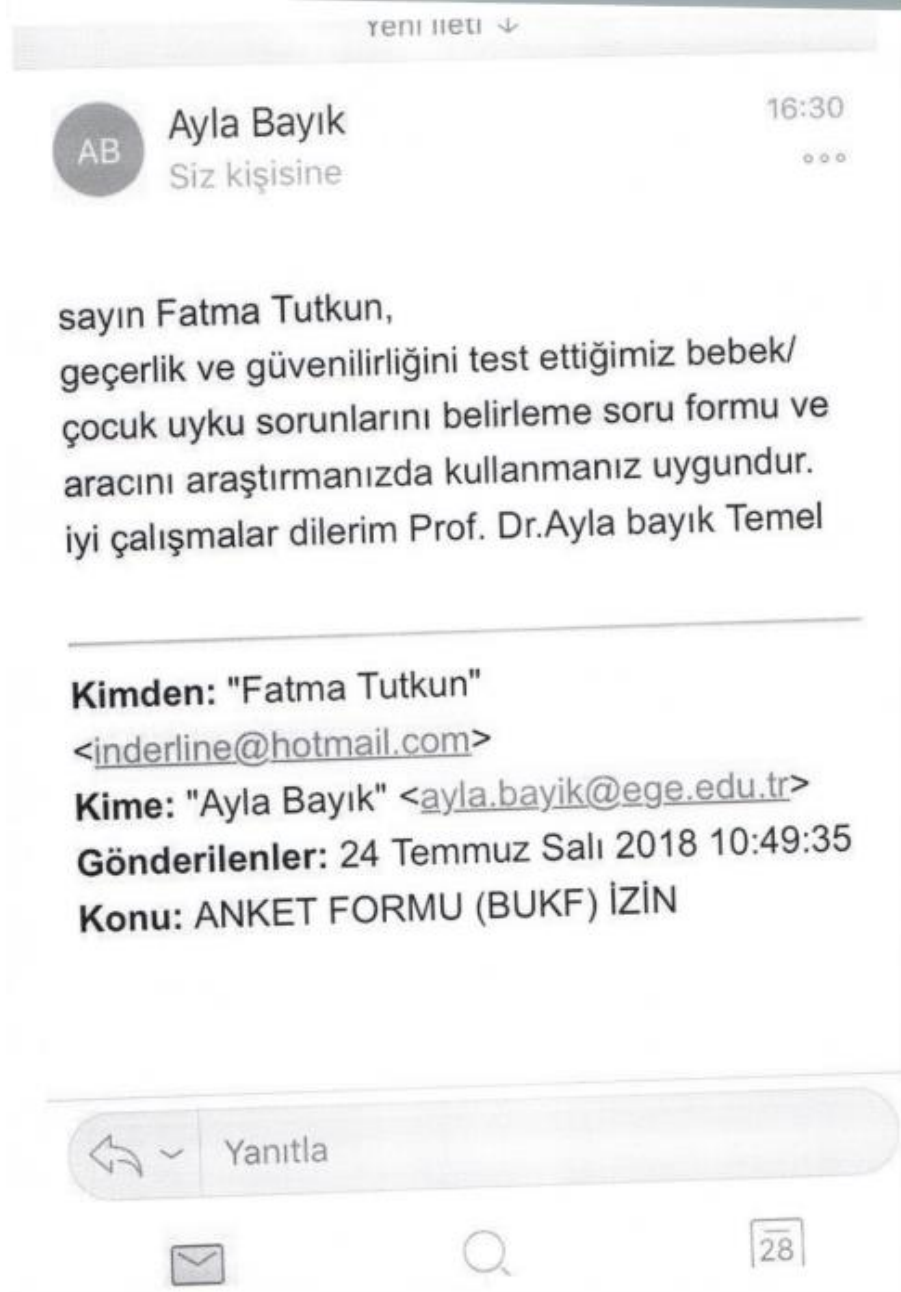 Yeni ileti ↓
Ayla Bayık
16:30
AB
Siz kişisine
sayın Fatma Tutkun,
geçerlik ve güvenilirliğini test ettiğimiz bebek/
çocuk uyku sorunlarını belirleme soru formu ve
aracını araştırmanızda kullanmanız uygundur.
iyi çalışmalar dilerim Prof. Dr.Ayla bayık Temel
Kimden: "Fatma Tutkun"
<inderline@hotmail.com>
Kime: "Ayla Bayık" <ayla.bayik@ege.edu.tr>
Gönderilenler: 24 Temmuz Salı 2018 10:49:35
Konu: ANKET FORMU (BUKF) İZİN
Yanıtla
28